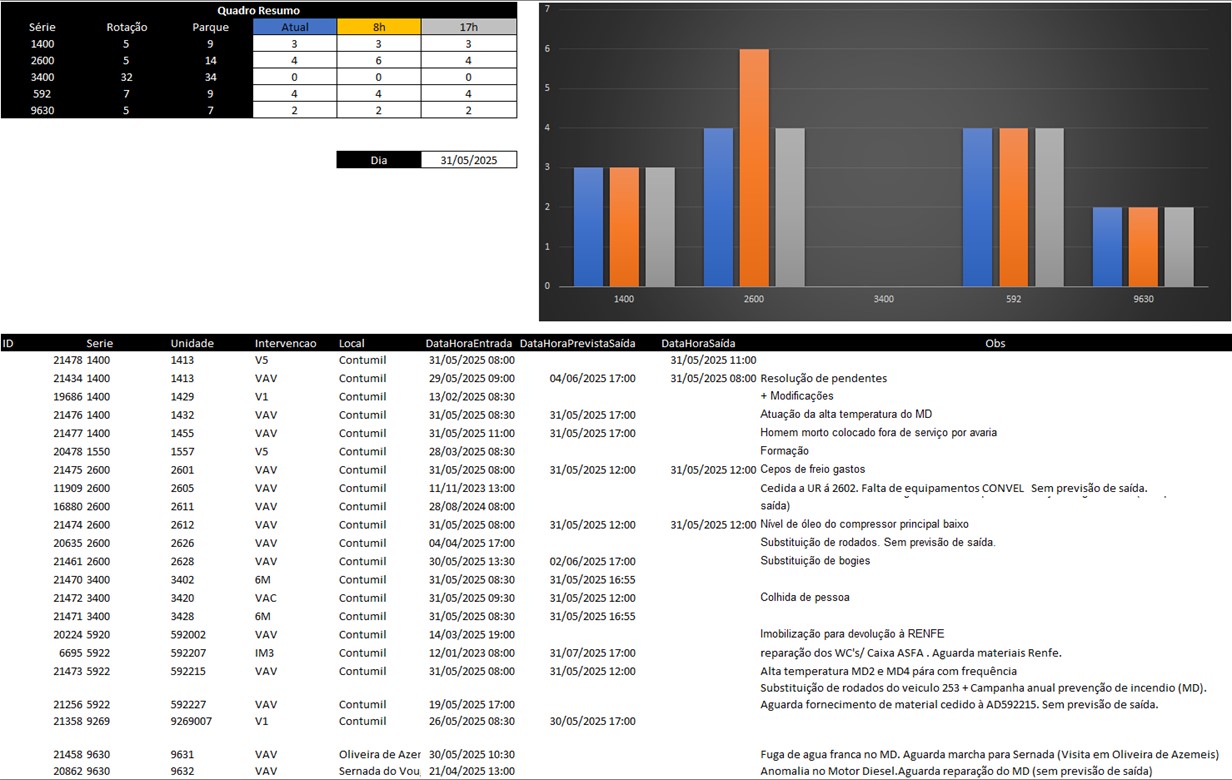 Quadro Resumo
Série Rotação Parque Atual 8h 17h
1400 5 9 3 3 3
2600 5 14 4 6 4
3400 32 34 0 0 0
592 7 9 4 4 4
9630 5 7 2 2 2
Dia 31/05/2025
7
6
5
4
3
2
1
0
1400 2600 3400 592 9630
ID Serie Unidade Intervencao Local DataHoraEntrada DataHoraPrevistaSaída DataHoraSaída Obs
21478 1400 1413 V5 Contumil 31/05/2025 08:00 31/05/2025 11:00
21434 1400 1413 VAV Contumil 29/05/2025 09:00 04/06/2025 17:00 31/05/2025 08:00 Resolução de pendentes
19686 1400 1429 V1 Contumil 13/02/2025 08:30 + Modificações
21476 1400 1432 VAV Contumil 31/05/2025 08:30 31/05/2025 17:00 Atuação da alta temperatura do MD
21477 1400 1455 VAV Contumil 31/05/2025 11:00 31/05/2025 17:00 Homem morto colocado fora de serviço por avaria
20478 1550 1557 V5 Contumil 28/03/2025 08:30 Formação
21475 2600 2601 VAV Contumil 31/05/2025 08:00 31/05/2025 12:00 31/05/2025 12:00 Cepos de freio gastos
11909 2600 2605 VAV Contumil 11/11/2023 13:00 Cedida a UR á 2602. Falta de equipamentos CONVEL Sem previsão de saída.
16880 2600 2611 VAV Contumil 28/08/2024 08:00 saída)
21474 2600 2612 VAV Contumil 31/05/2025 08:00 31/05/2025 12:00 31/05/2025 12:00 Nível de óleo do compressor principal baixo
20635 2600 2626 VAV Contumil 04/04/2025 17:00 Substituição de rodados. Sem previsão de saída.
21461 2600 2628 VAV Contumil 30/05/2025 13:30 02/06/2025 17:00 Substituição de bogies
21470 3400 3402 6M Contumil 31/05/2025 08:30 31/05/2025 16:55
21472 3400 3420 VAC Contumil 31/05/2025 09:30 31/05/2025 12:00 Colhida de pessoa
21471 3400 3428 6M Contumil 31/05/2025 08:30 31/05/2025 16:55
20224 5920 592002 VAV Contumil 14/03/2025 19:00 Imobilização para devolução à RENFE
6695 5922 592207 IM3 Contumil 12/01/2023 08:00 31/07/2025 17:00 reparação dos WC's/ Caixa ASFA . Aguarda materiais Renfe.
21473 5922 592215 VAV Contumil 31/05/2025 08:00 31/05/2025 12:00 Alta temperatura MD2 e MD4 pára com frequência
Substituição de rodados do veiculo 253 + Campanha anual prevenção de incendio (MD).
21256 5922 592227 VAV Contumil 19/05/2025 17:00 Aguarda fornecimento de material cedido à AD592215. Sem previsão de saída.
21358 9269 9269007 V1 Contumil 26/05/2025 08:30 30/05/2025 17:00
21458 9630 9631 VAV Oliveira de Azer 30/05/2025 10:30 Fuga de agua franca no MD. Aguarda marcha para Sernada (Visita em Oliveira de Azemeis)
20862 9630 9632 VAV Sernada do Vou 21/04/2025 13:00 Anomalia no Motor Diesel.Aguarda reparação do MD (sem previsão de saída)